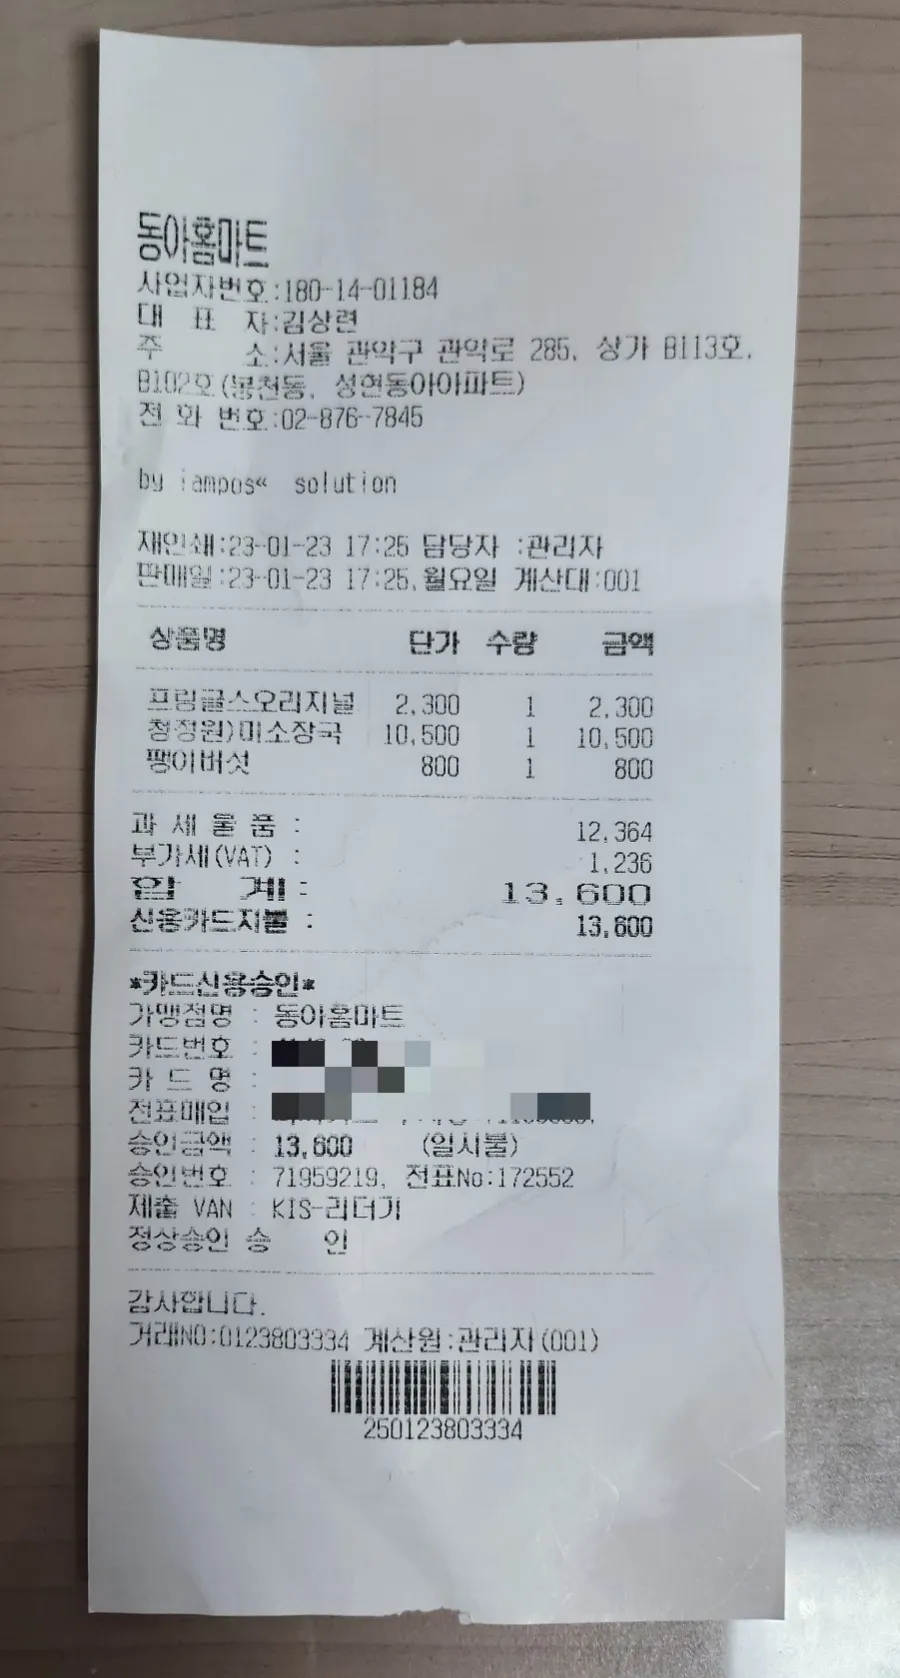 동아홈마트
사업자번호:180-14-01184
대 표 자:김상련
주 소:서울 관악구 관악로 285, 상가 B113호,
B102호(봉천동, 성현동아아파트)
전 화 번호:02-876-7845
by iampos« solution
재인쇄:23-01-23 17:25 담당자 :관리자
판매일:23-01-23 17:25,월요일 계산대:001
상품명 단가 수량 금액
프링글스오리지널 2,300 1 2,300
청정원)미소장국 10,500 1 10,500
팽이버섯 800 1 800
과 세 물 품 : 12,364
부가세(VAT) : 1,236
합 계: 13,600
신용카드지불 : 13,600
*카드신용승인*
가맹점명 : 동아홈마트
카드번호 :
카 드 명 :
전표매입 :
승인금액 : 13,600 (일시불)
승인번호 : 71959219, 전표No:172552
제출 VAN : KIS-리더기
정상승인 승 인
감사합니다.
거래NO:0123803334 계산원:관리자(001)
250123803334